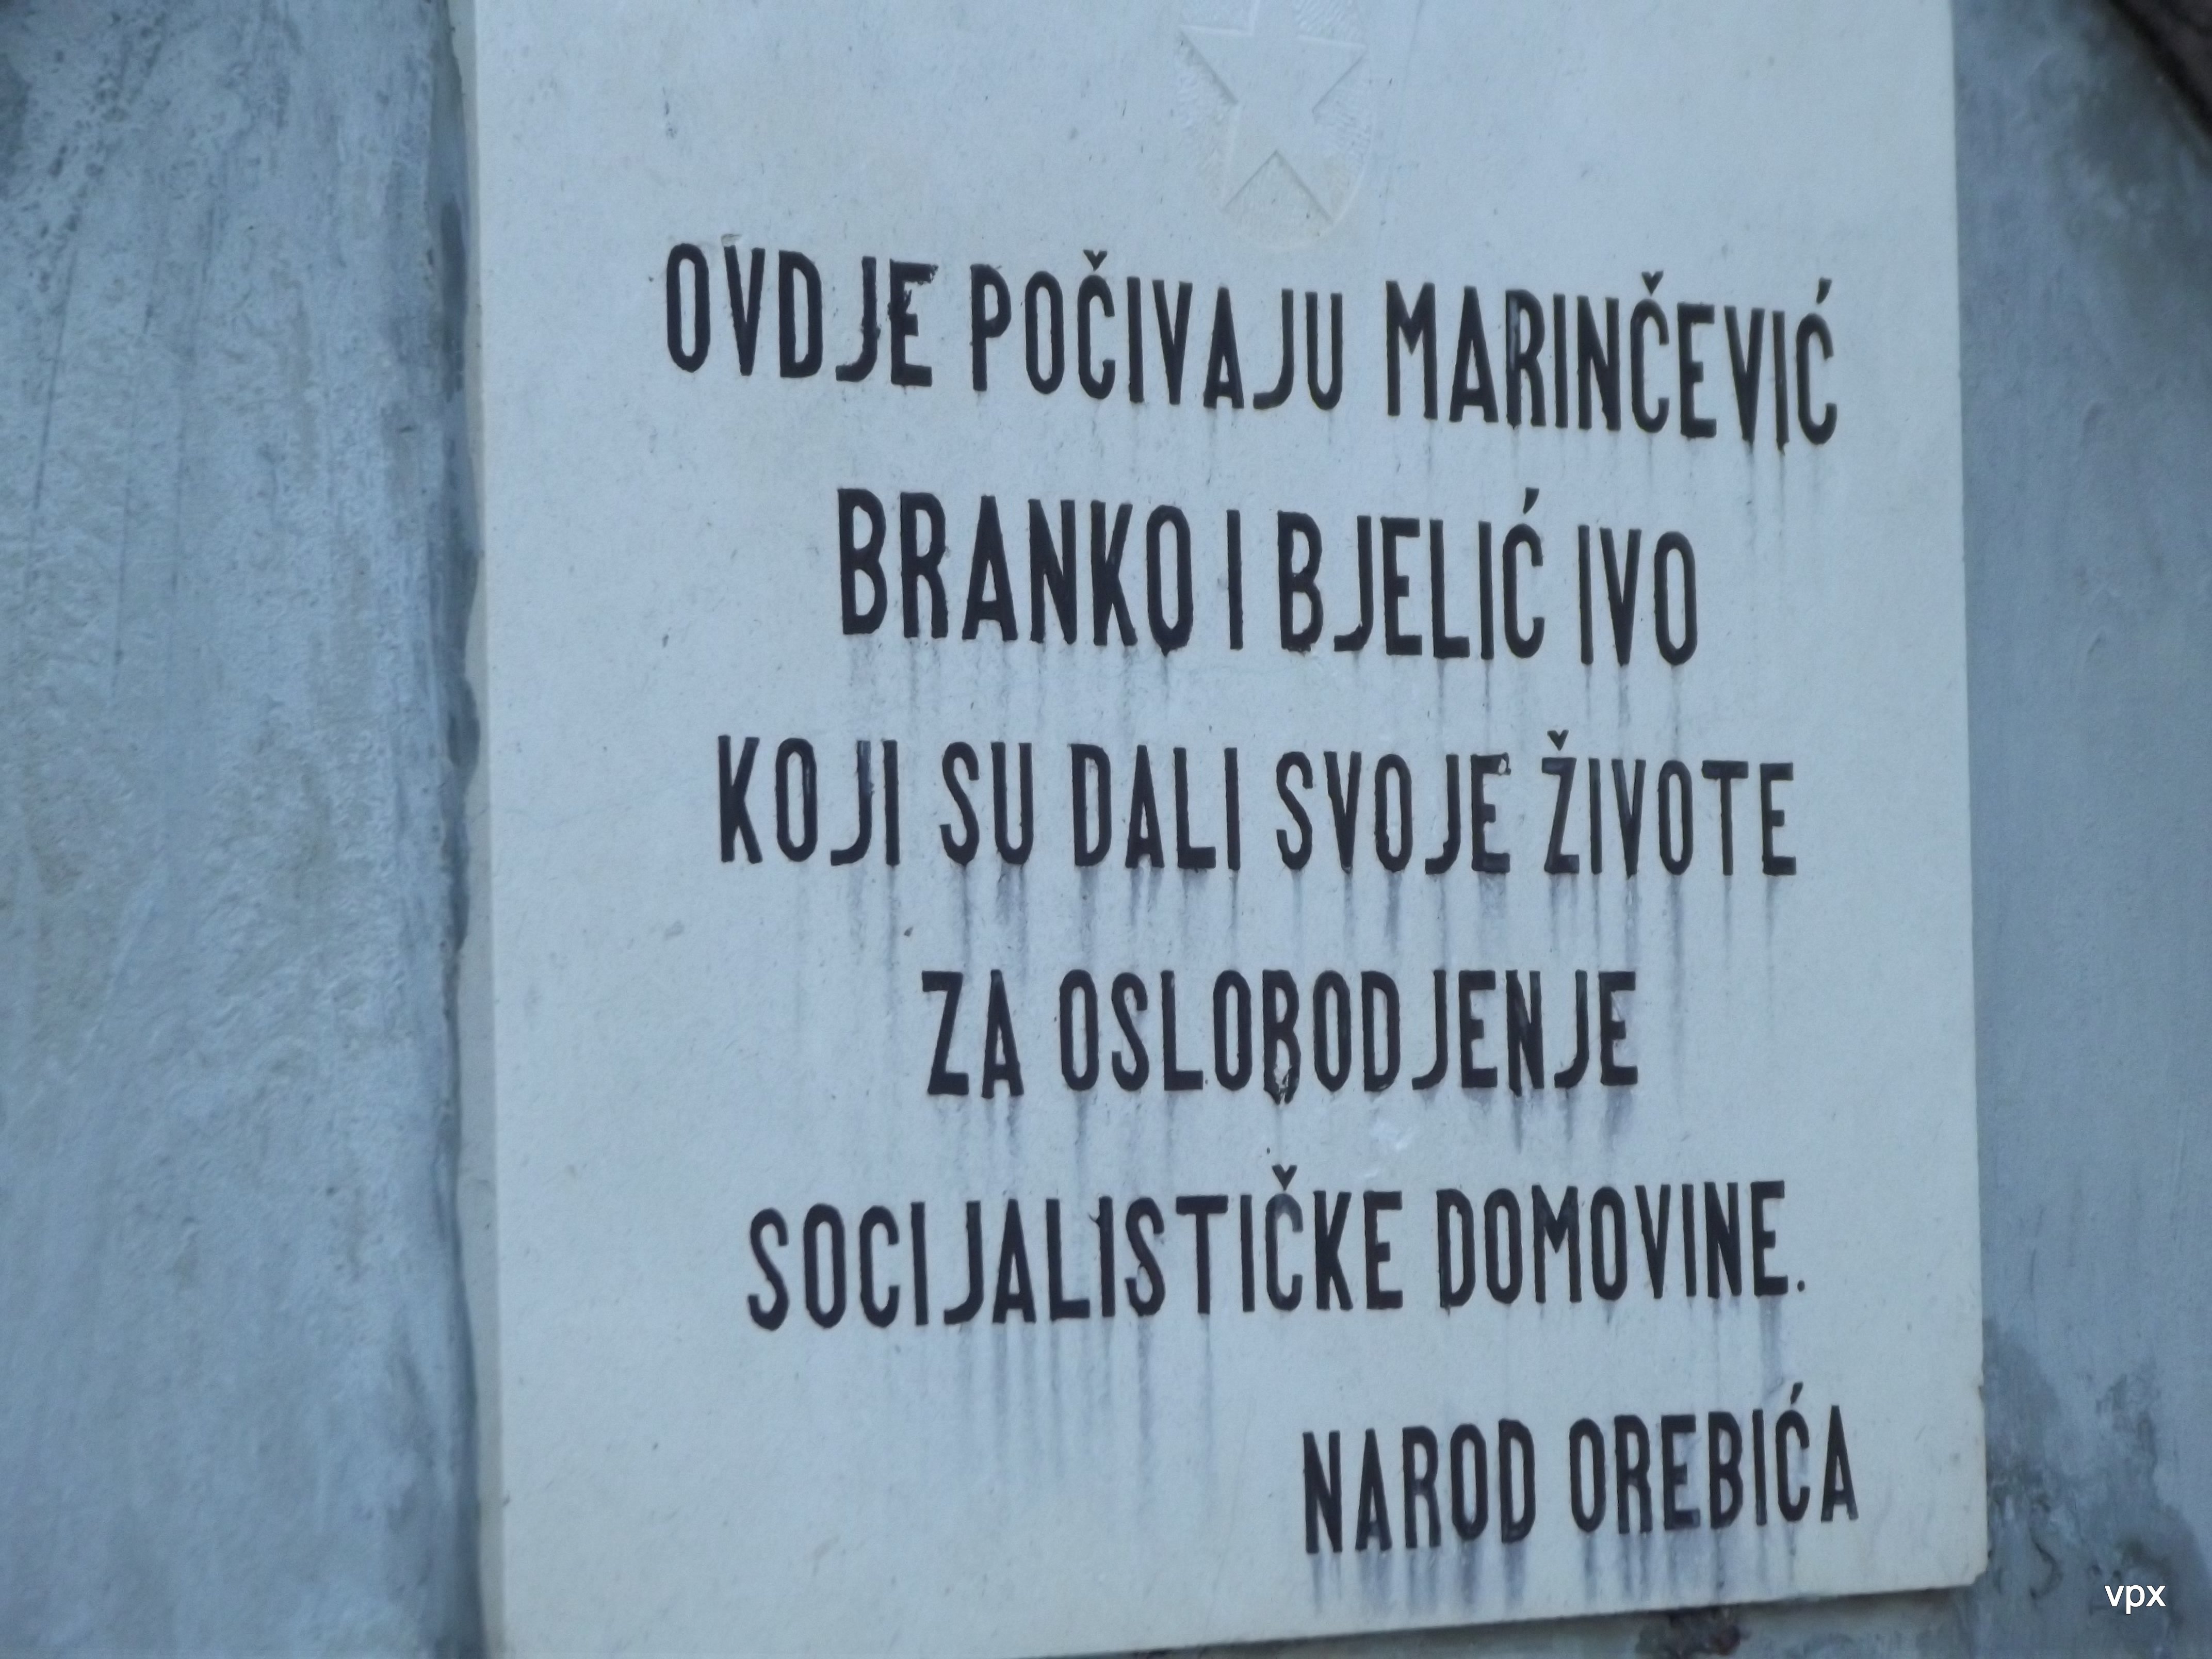 OVDJE POČIVAJU MARINČEVIĆ
BRANKO I BJELIĆ IVO
KOJI SU DALI SVOJE ŽIVOTE
ZA OSLOBODJENJE
SOCIJALISTIČKE DOMOVINE.
NAROD OREBIĆA
vpx